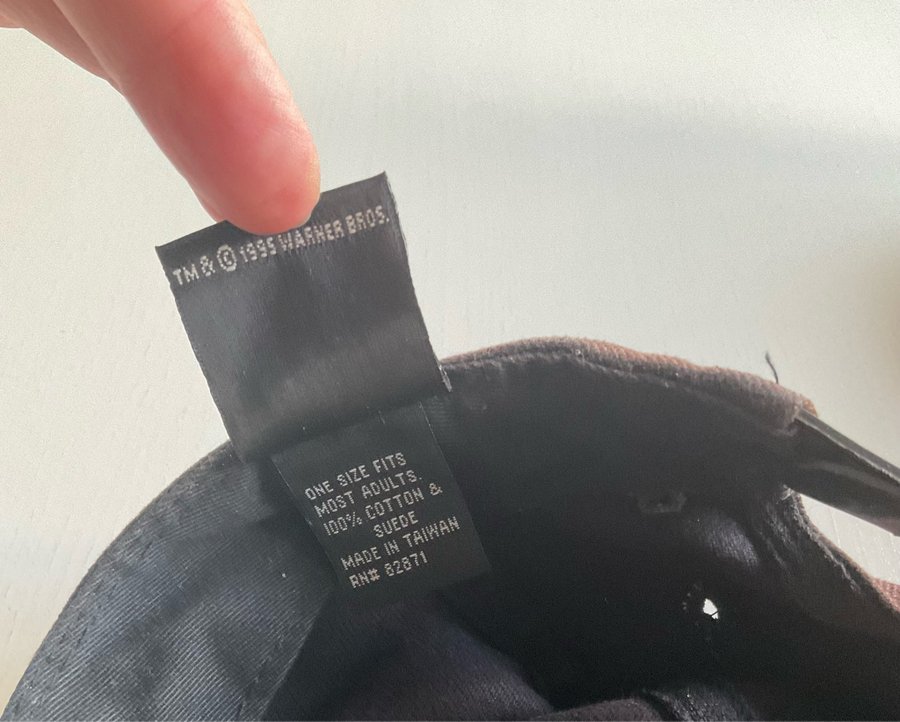 TM & © 1995 WARNER BROS.
ONE SIZE FITS
MOST ADULTS.
100% COTTON &
SUEDE
MADE IN TAIWAN
RN# 82871